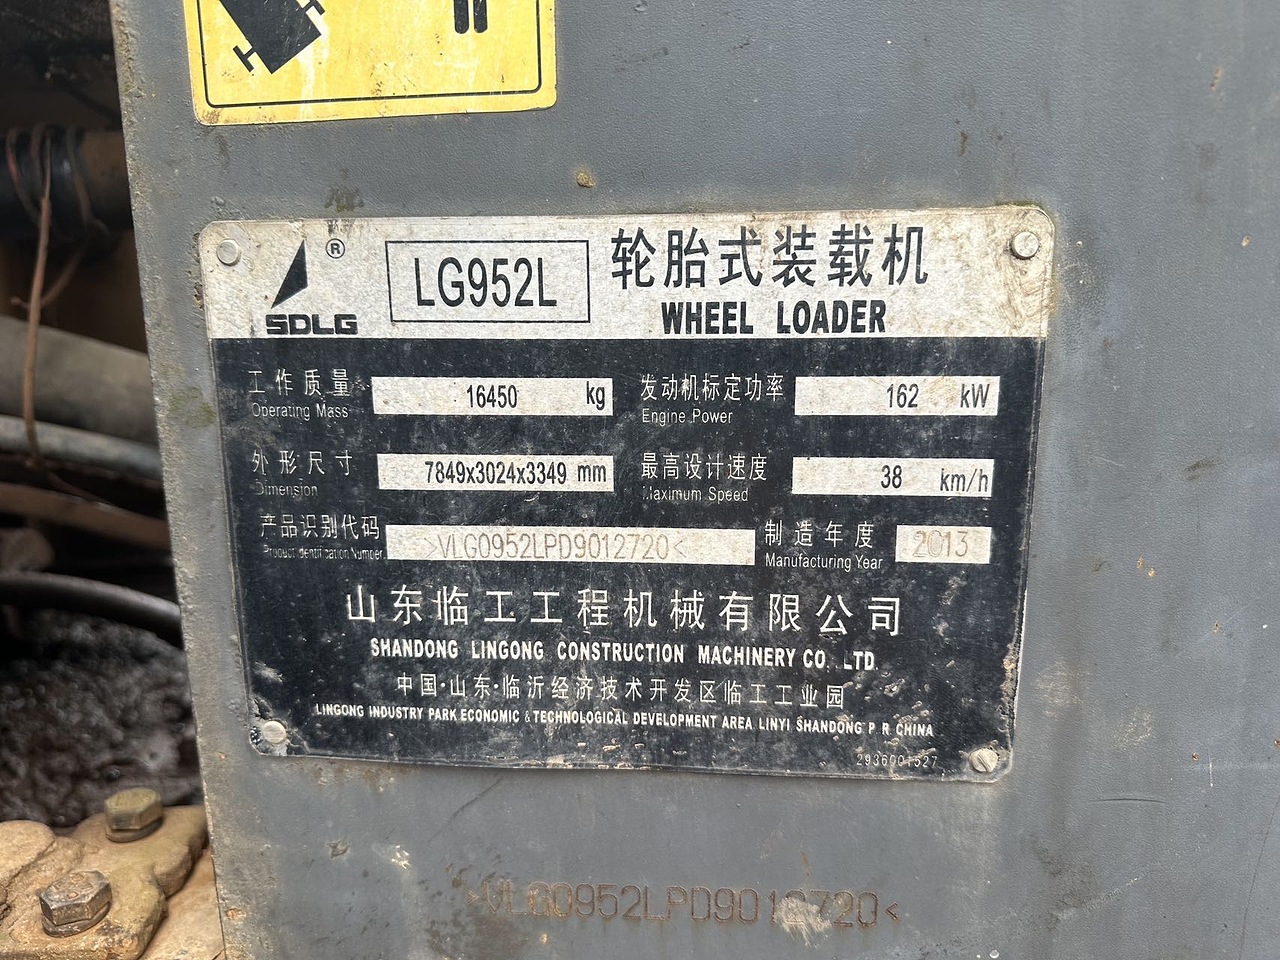 ®
SDLG
LG952L
轮胎式装载机
WHEEL LOADER
工作质量 16450 kg 发动机标定功率 162 kW
Operating Mass Engine Power
外形尺寸 7849x3024x3349 mm 最高设计速度 38 km/h
Dimension Maximum Speed
产品识别代码 >VLG0952LPD9012720< 制造年度 2013
Product Identification Number Manufacturing Year
山东临工工程机械有限公司
SHANDONG LINGONG CONSTRUCTION MACHINERY CO. LTD.
中国·山东·临沂经济技术开发区临工工业园
LINGONG INDUSTRY PARK ECONOMIC & TECHNOLOGICAL DEVELOPMENT AREA LINYI SHANDONG P R CHINA
2936001527
>VLG0952LPD9012720<